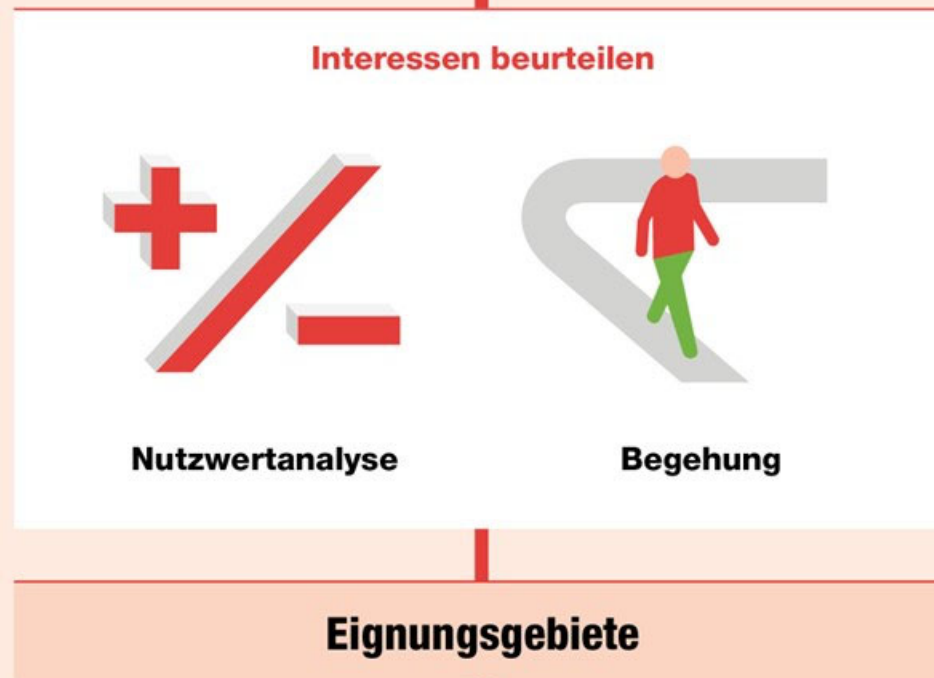 Interessen beurteilen
Nutzwertanalyse
Begehung
Eignungsgebiete